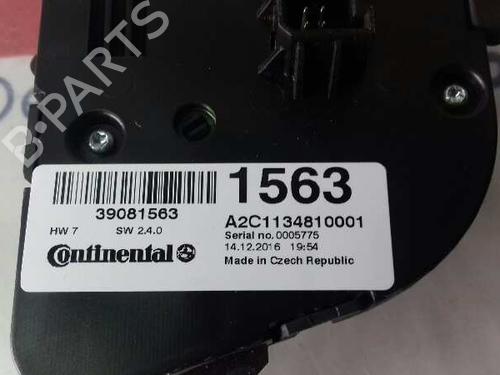 B-PARTS
39081563
1563
HW 7 SW 2.4.0
A2C1134810001
Serial no. 0005775
14.12.2016 19:54
Continental
Made in Czech Republic